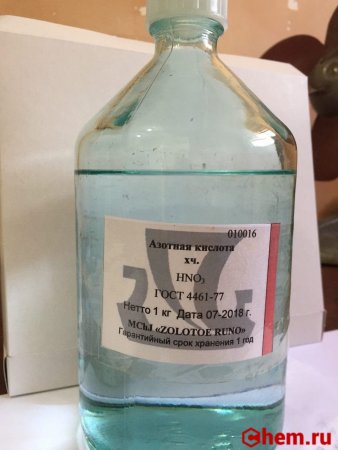 010016
Азотная кислота
хч.
HNO₃
ГОСТ 4461-77
Нетто 1 кг Дата 07-2018 г.
MChJ «ZOLOTOE RUNO»
Гарантийный срок хранения 1 год
chem.ru